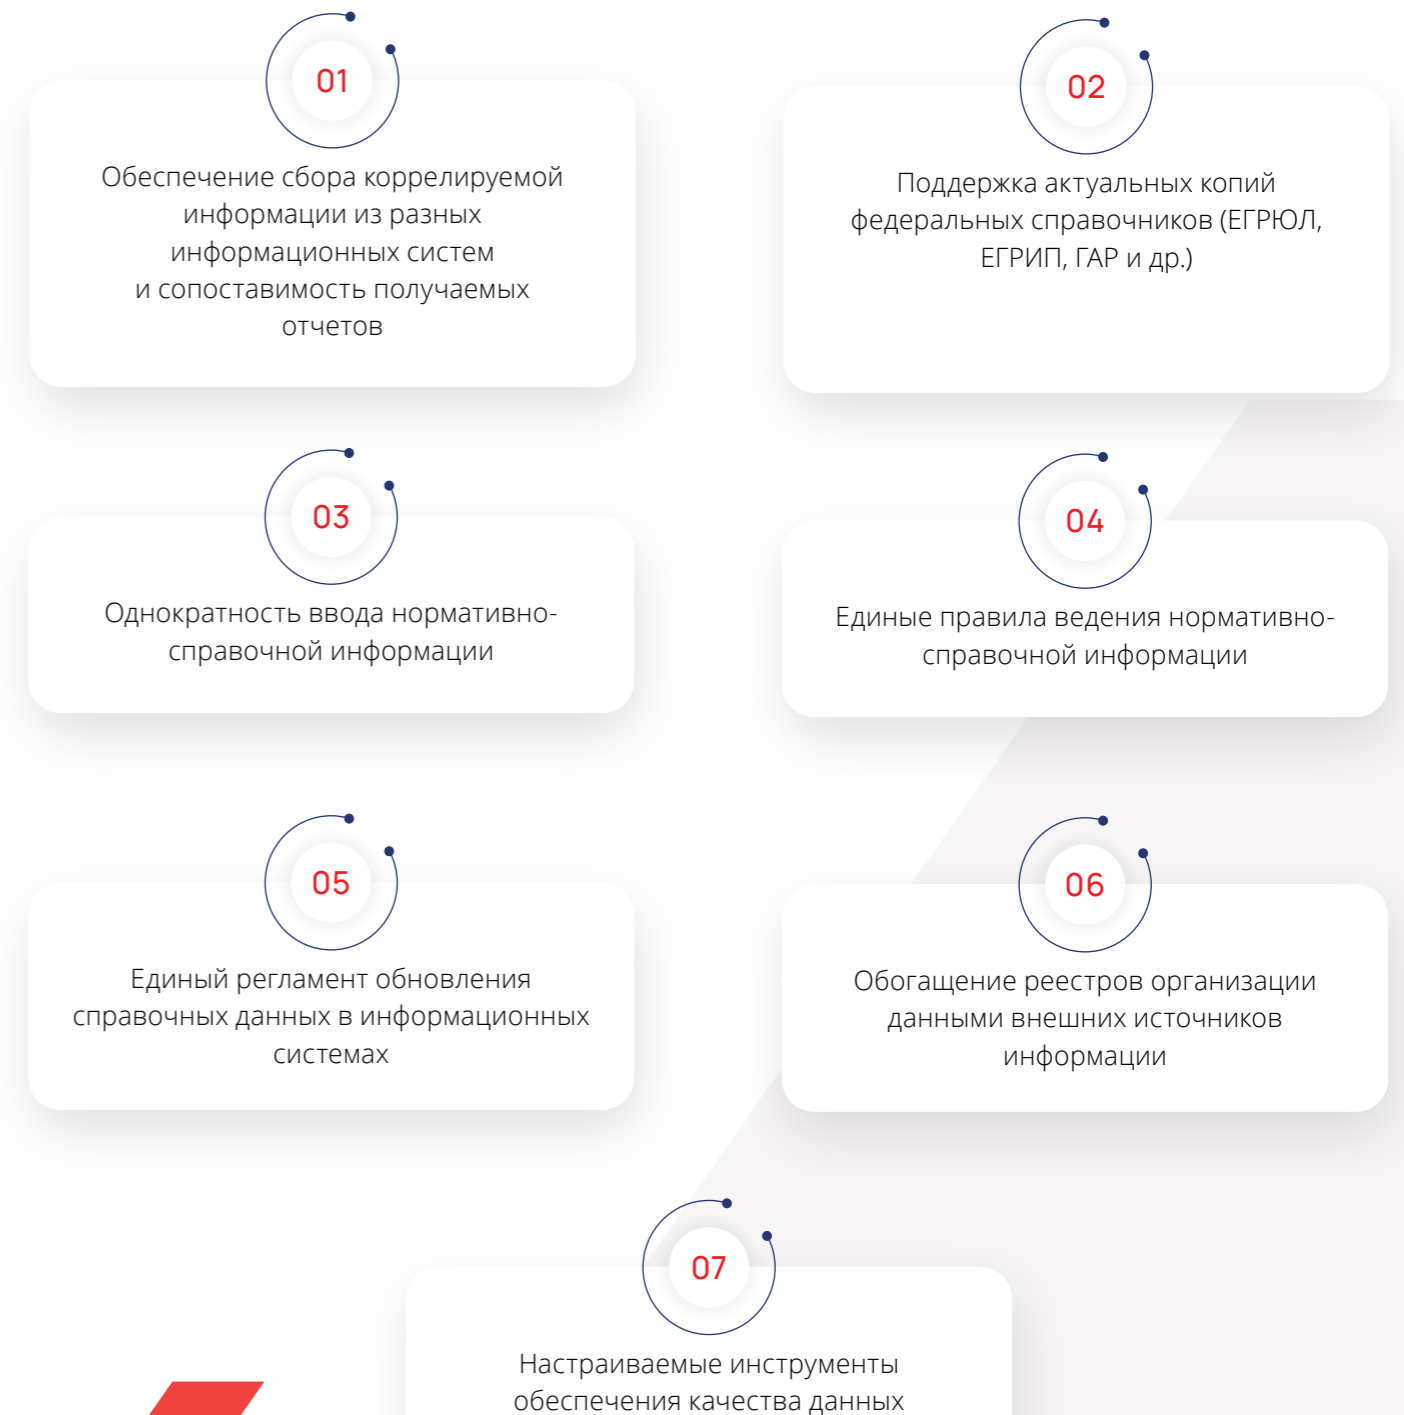 01
Обеспечение сбора коррелируемой
информации из разных
информационных систем
и сопоставимость получаемых
отчетов
02
Поддержка актуальных копий
федеральных справочников (ЕГРЮЛ,
ЕГРИП, ГАР и др.)
03
Однократность ввода нормативно-
справочной информации
04
Единые правила ведения нормативно-
справочной информации
05
Единый регламент обновления
справочных данных в информационных
системах
06
Обогащение реестров организации
данными внешних источников
информации
07
Настраиваемые инструменты
обеспечения качества данных